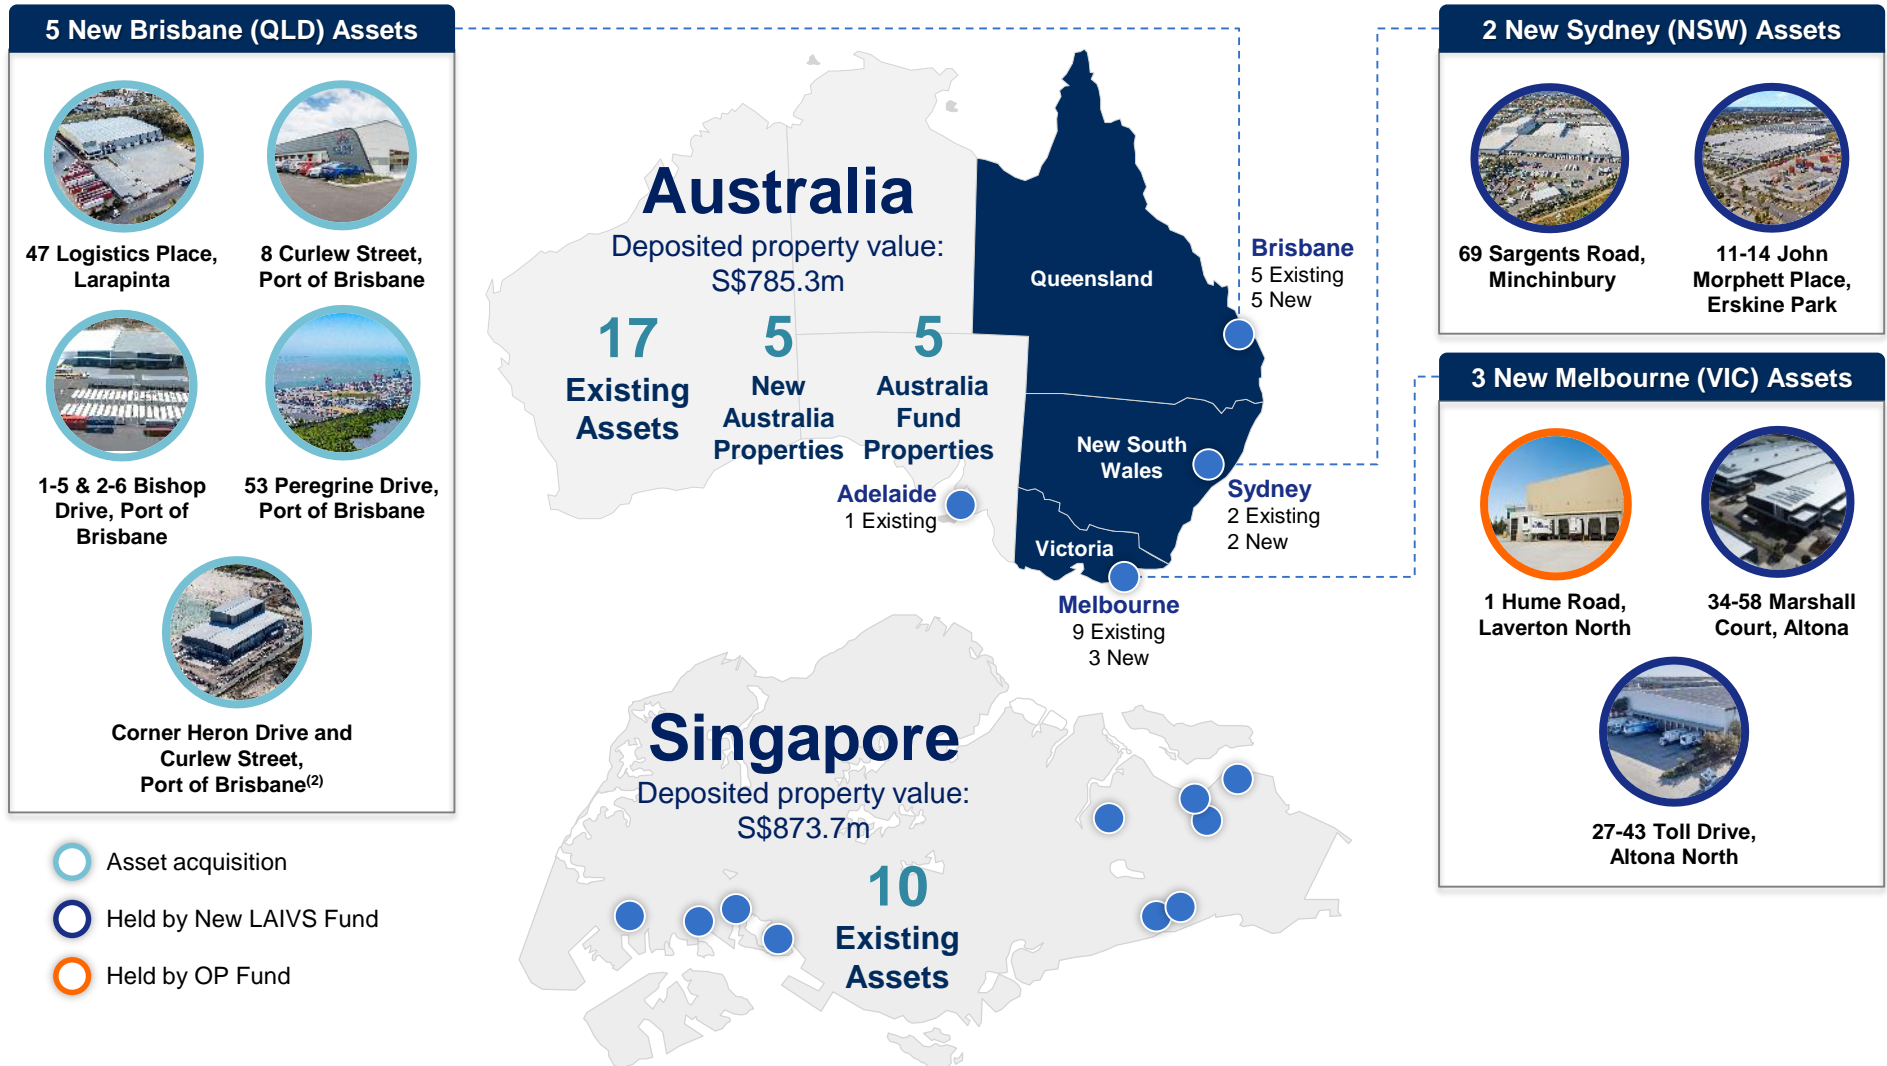 5 New Brisbane (QLD) Assets
47 Logistics Place,
Larapinta
8 Curlew Street,
Port of Brisbane
1-5 & 2-6 Bishop
Drive, Port of
Brisbane
53 Peregrine Drive,
Port of Brisbane
Corner Heron Drive and
Curlew Street,
Port of Brisbane(2)
Asset acquisition
Held by New LAIVS Fund
Held by OP Fund
Australia
Deposited property value:
S$785.3m
17
Existing
Assets
5
New
Australia
Properties
5
Australia
Fund
Properties
Queensland
New South
Wales
Victoria
Brisbane
5 Existing
5 New
Adelaide
1 Existing
Sydney
2 Existing
2 New
Melbourne
9 Existing
3 New
Singapore
Deposited property value:
S$873.7m
10
Existing
Assets
2 New Sydney (NSW) Assets
69 Sargents Road,
Minchinbury
11-14 John
Morphett Place,
Erskine Park
3 New Melbourne (VIC) Assets
1 Hume Road,
Laverton North
34-58 Marshall
Court, Altona
27-43 Toll Drive,
Altona North